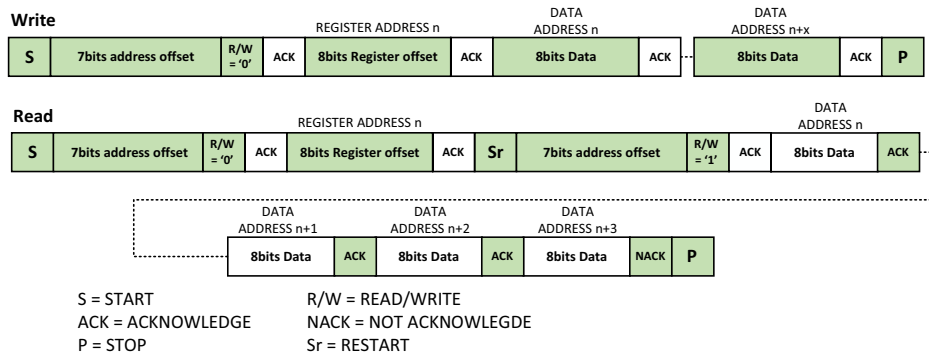 Write
REGISTER ADDRESS n
DATA
ADDRESS n
DATA
ADDRESS n+x
S 7bits address offset R/W = '0' ACK 8bits Register offset ACK 8bits Data ACK 8bits Data ACK P
Read
REGISTER ADDRESS n
DATA
ADDRESS n
S 7bits address offset R/W = '0' ACK 8bits Register offset ACK Sr 7bits address offset R/W = '1' ACK 8bits Data ACK
DATA
ADDRESS n+1
DATA
ADDRESS n+2
DATA
ADDRESS n+3
8bits Data ACK 8bits Data ACK 8bits Data NACK P
S = START R/W = READ/WRITE
ACK = ACKNOWLEDGE NACK = NOT ACKNOWLEGDE
P = STOP Sr = RESTART